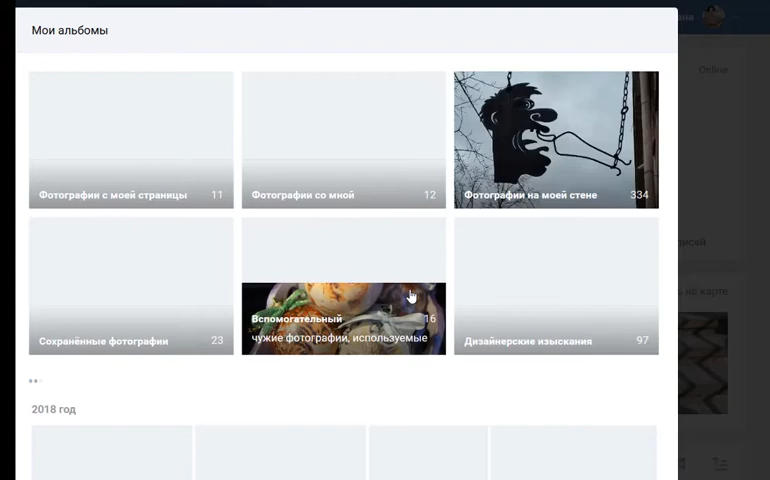 Мои альбомы
Online
Фотографии с моей страницы 11
Фотографии со мной 12
Фотографии на моей стене 334
на карте
Сохранённые фотографии 23
Вспомогательный 16
чужие фотографии, используемые
Дизайнерские изыскания 97
2018 год